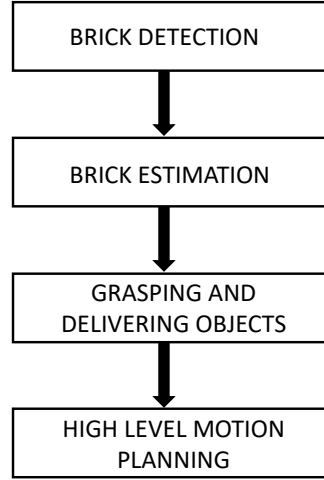 BRICK DETECTION
BRICK ESTIMATION
GRASPING AND
DELIVERING OBJECTS
HIGH LEVEL MOTION
PLANNING